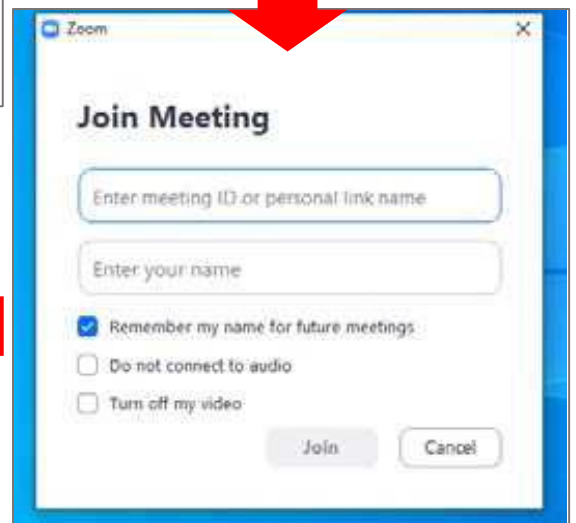 Zoom
Join Meeting
Enter meeting ID or personal link name
Enter your name
Remember my name for future meetings
Do not connect to audio
Turn off my video
Join
Cancel